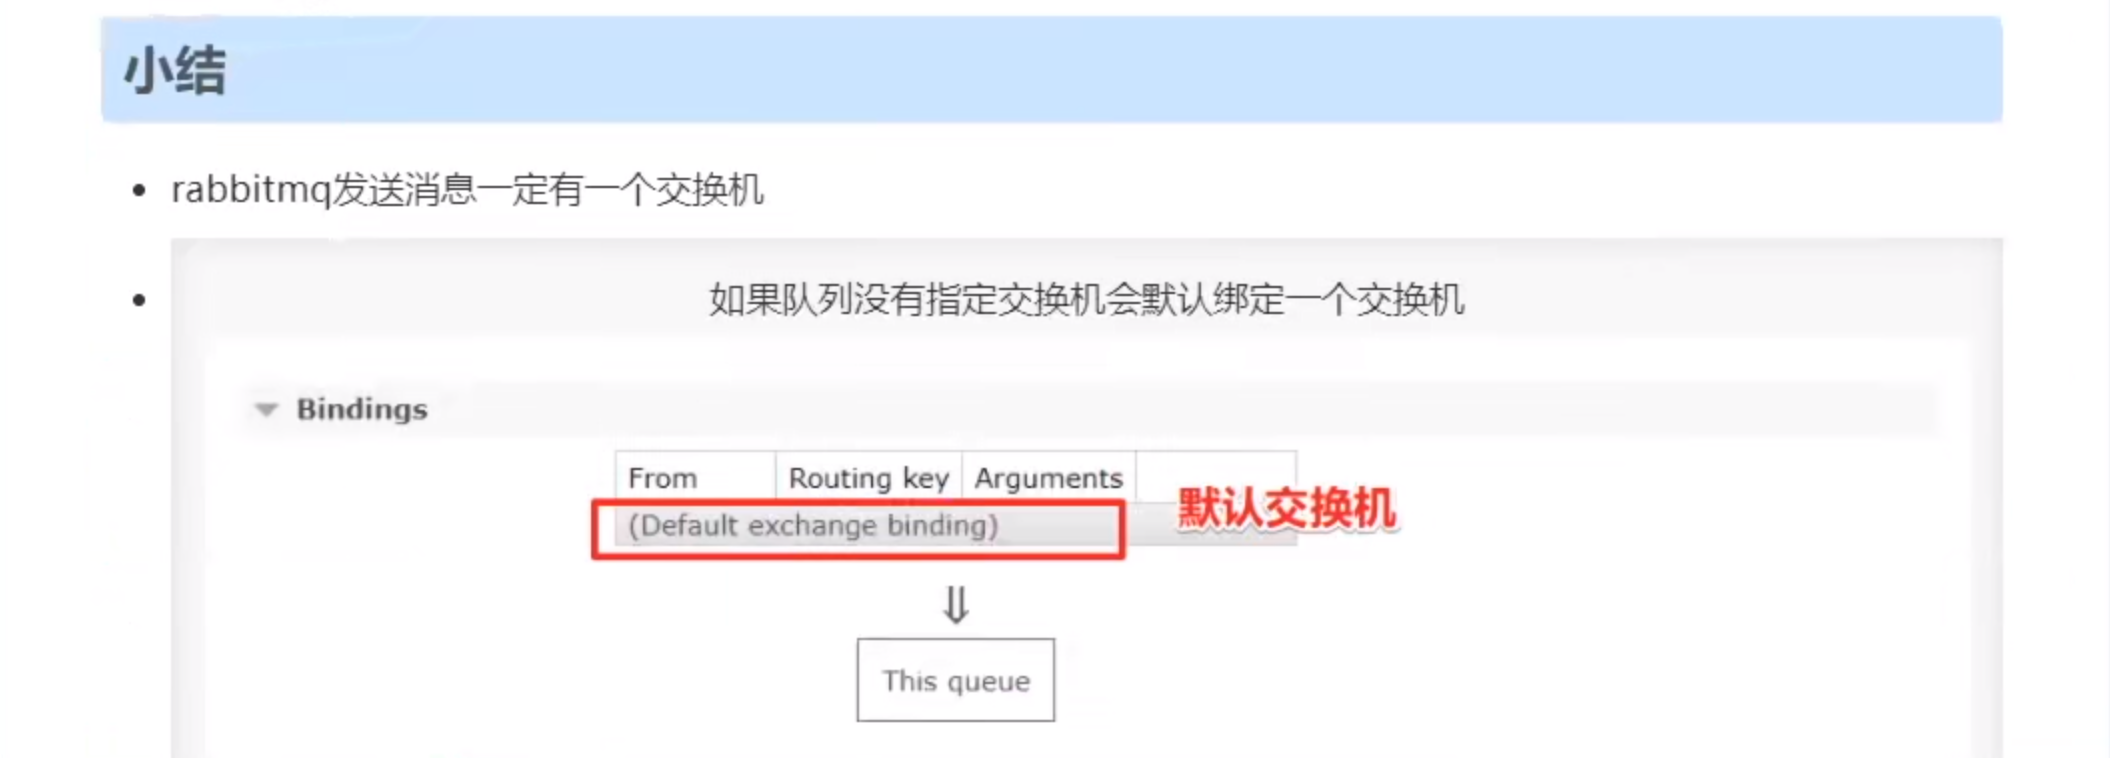 小结
rabbitmq发送消息一定有一个交换机
如果队列没有指定交换机会默认绑定一个交换机
Bindings
From Routing key Arguments
(Default exchange binding) 默认交换机
⇓
This queue